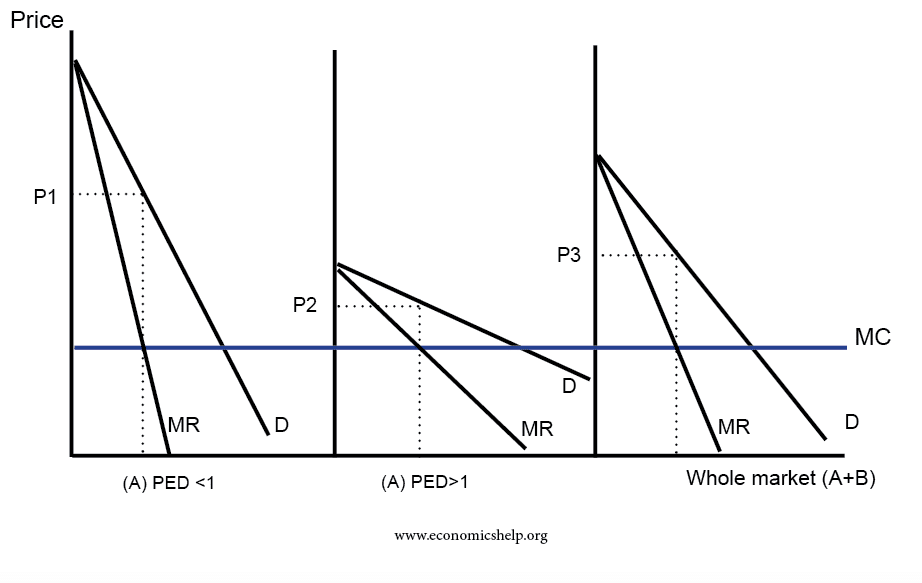 Price
P1
P2
P3
MC
MR
D
MR
D
MR
D
(A) PED <1
(A) PED>1
Whole market (A+B)
www.economicshelp.org